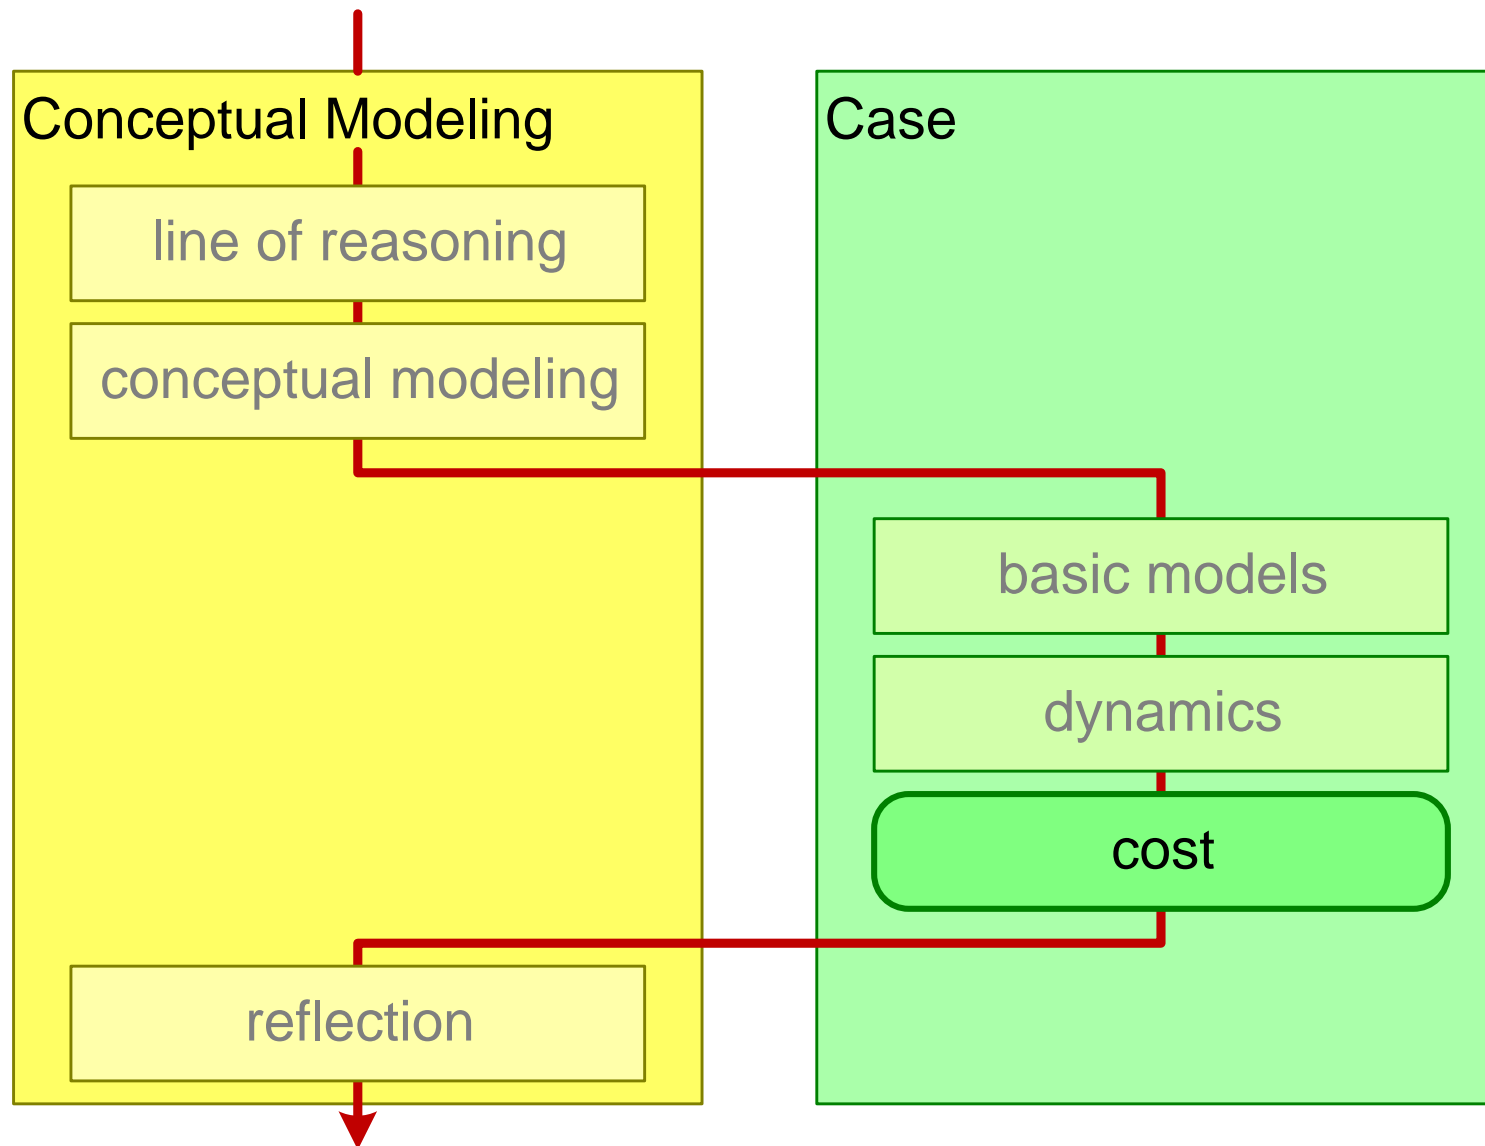 Conceptual Modeling
line of reasoning
conceptual modeling
Case
basic models
dynamics
cost
reflection